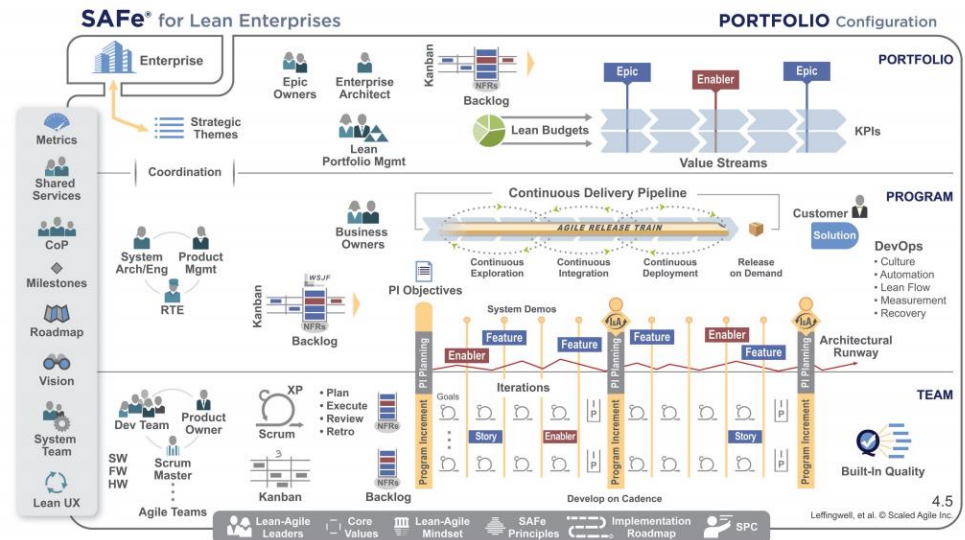 SAFe® for Lean Enterprises
PORTFOLIO Configuration
Enterprise
Strategic
Themes
Coordination
Epic
Owners
Enterprise
Architect
Lean
Portfolio Mgmt
Kanban
NFRs
Backlog
Lean Budgets
Epic
Enabler
Epic
Value Streams
KPIs
PORTFOLIO
Metrics
Shared
Services
CoP
Milestones
Roadmap
Vision
System
Team
Lean UX
System
Arch/Eng
Product
Mgmt
RTE
Business
Owners
Kanban
WSJF
NFRs
Backlog
Continuous Delivery Pipeline
AGILE RELEASE TRAIN
Continuous
Exploration
Continuous
Integration
Continuous
Deployment
Release
on Demand
PROGRAM
Customer
Solution
DevOps
• Culture
• Automation
• Lean Flow
• Measurement
• Recovery
PI Objectives
System Demos
I&A
I&A
Enabler
Feature
Feature
Feature
Enabler
Feature
Architectural
Runway
PI Planning
PI Planning
PI Planning
Dev Team
Product
Owner
Scrum
Master
SW
FW
HW
Agile Teams
XP
Scrum
• Plan
• Execute
• Review
• Retro
NFRs
3
Kanban
NFRs
Backlog
Iterations
Goals
Story
Enabler
Story
I P
I P
I P
I P
Program Increment
Program Increment
Program Increment
Develop on Cadence
TEAM
Q
Built-In Quality
4.5
Leffingwell, et al. © Scaled Agile Inc.
Lean-Agile
Leaders
Core
Values
Lean-Agile
Mindset
SAFe
Principles
Implementation
Roadmap
SPC